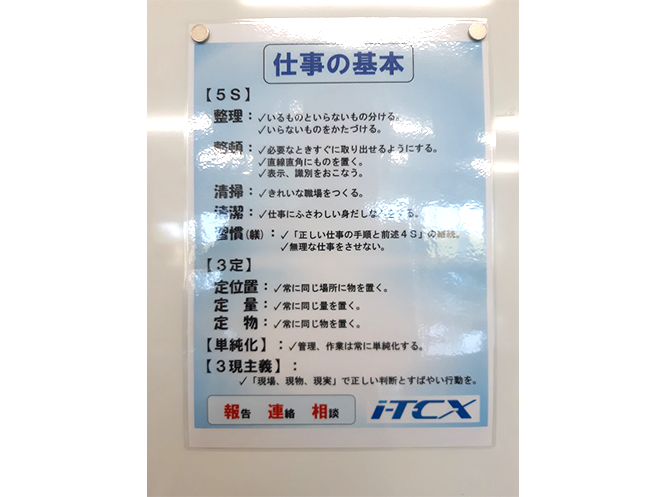 仕事の基本
【５Ｓ】
整理：✓いるものといらないもの分ける。
✓いらないものをかたづける。
整頓：✓必要なときすぐに取り出せるようにする。
✓直線直角にものを置く。
✓表示、識別をおこなう。
清掃：✓きれいな職場をつくる。
清潔：✓仕事にふさわしい身だしなみをする。
習慣(躾)：✓「正しい仕事の手順と前述４Ｓ」の継続。
✓無理な仕事をさせない。
【３定】
定位置：✓常に同じ場所に物を置く。
定　量：✓常に同じ量を置く。
定　物：✓常に同じ物を置く。
【単純化】：✓管理、作業は常に単純化する。
【３現主義】：
✓「現場、現物、現実」で正しい判断とすばやい行動を。
報告　連絡　相談
i-TCX